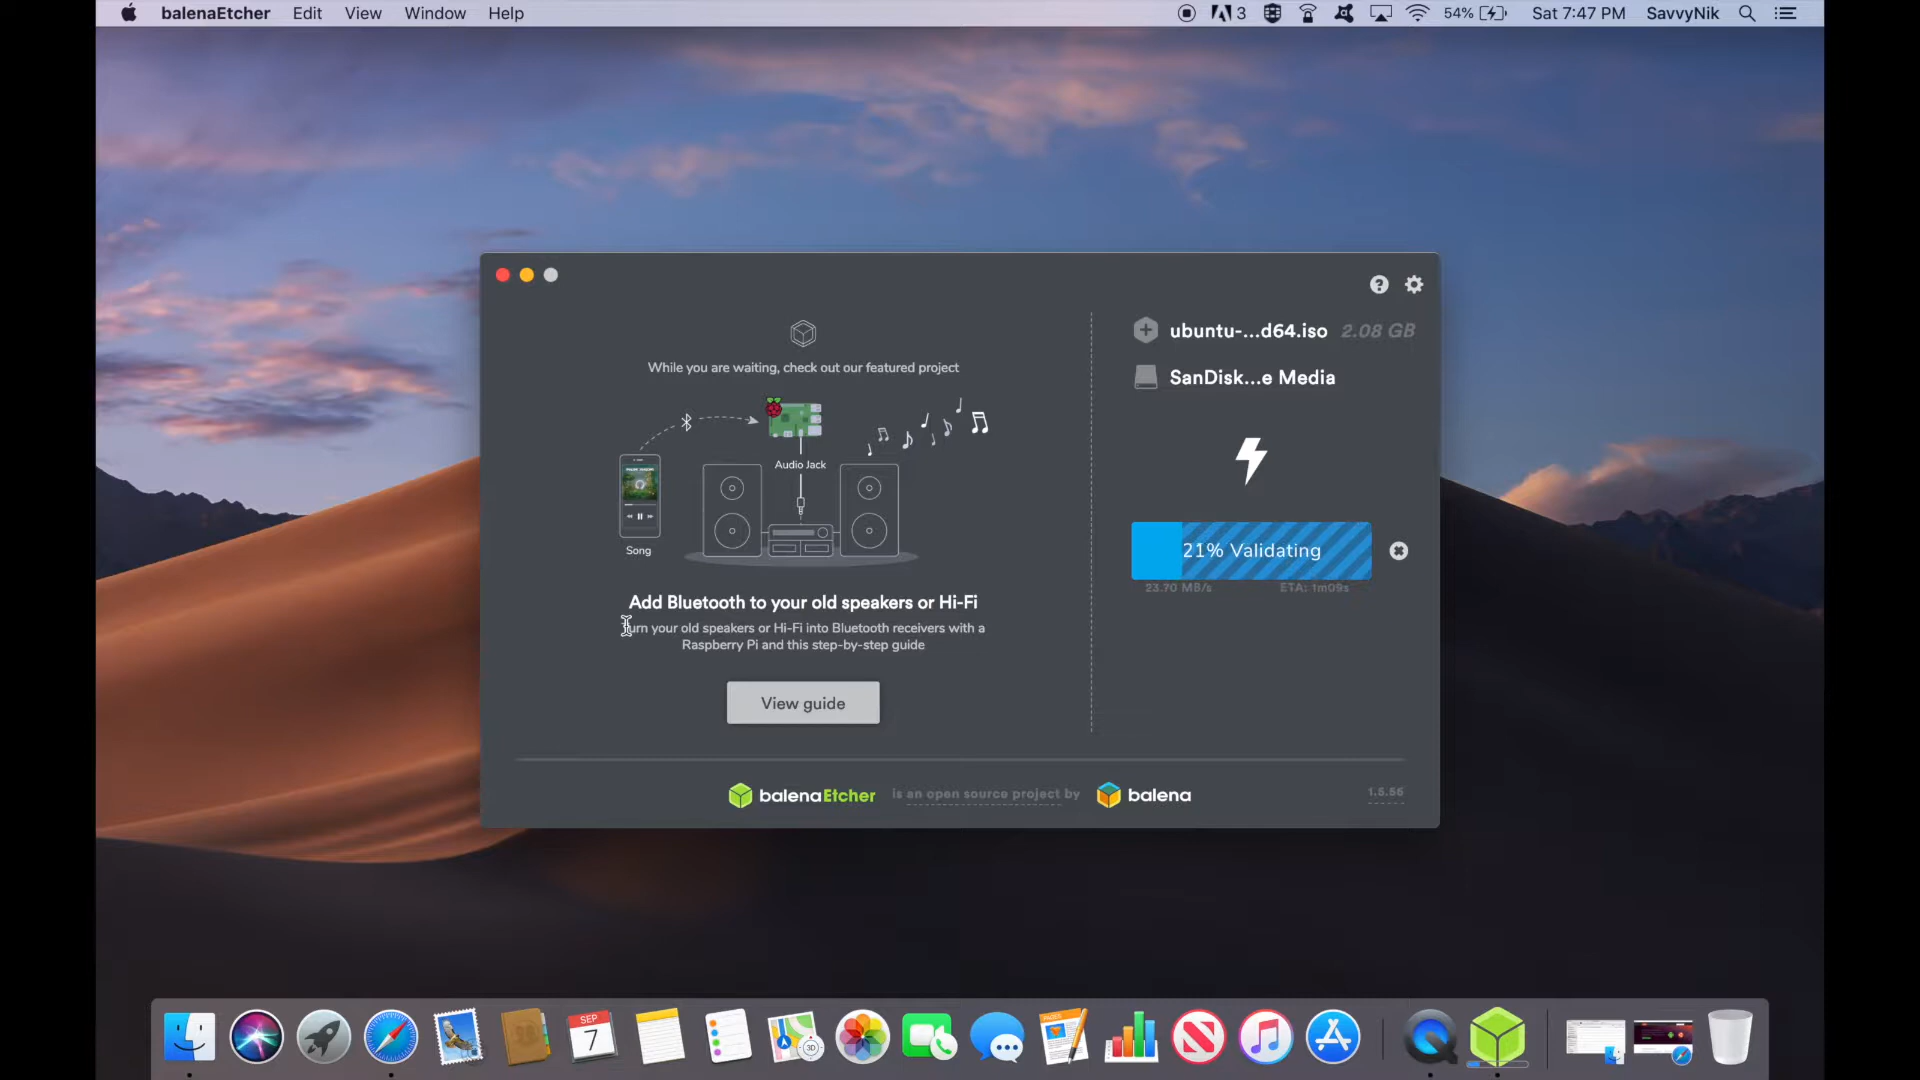 balenaEtcher Edit View Window Help 3 54% Sat 7:47 PM SavvyNik
While you are waiting, check out our featured project
Audio Jack
Song
Add Bluetooth to your old speakers or Hi-Fi
Turn your old speakers or Hi-Fi into Bluetooth receivers with a
Raspberry Pi and this step-by-step guide
View guide
ubuntu-...d64.iso 2.08 GB
SanDisk...e Media
21% Validating
23.70 MB/s ETA: 1m09s
balenaEtcher is an open source project by balena 1.5.56
SEP
7
3D
PAGES